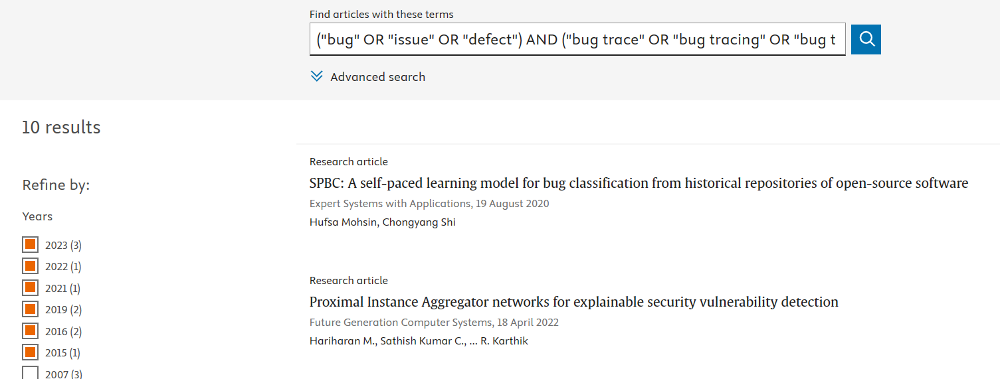 Find articles with these terms
("bug" OR "issue" OR "defect") AND ("bug trace" OR "bug tracing" OR "bug t
Advanced search
10 results
Refine by:
Years
2023 (3)
2022 (1)
2021 (1)
2019 (2)
2016 (2)
2015 (1)
2007 (3)
Research article
SPBC: A self-paced learning model for bug classification from historical repositories of open-source software
Expert Systems with Applications, 19 August 2020
Hufsa Mohsin, Chongyang Shi
Research article
Proximal Instance Aggregator networks for explainable security vulnerability detection
Future Generation Computer Systems, 18 April 2022
Hariharan M., Sathish Kumar C., ... R. Karthik